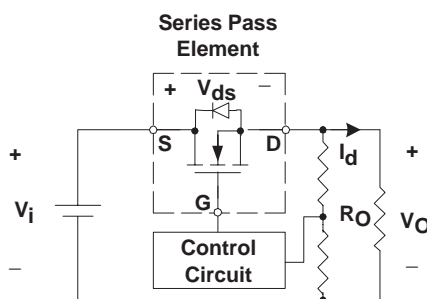 Series Pass
Element
+ Vds −
S D
Id
G
+
Vi
−
RO
+
VO
−
Control
Circuit